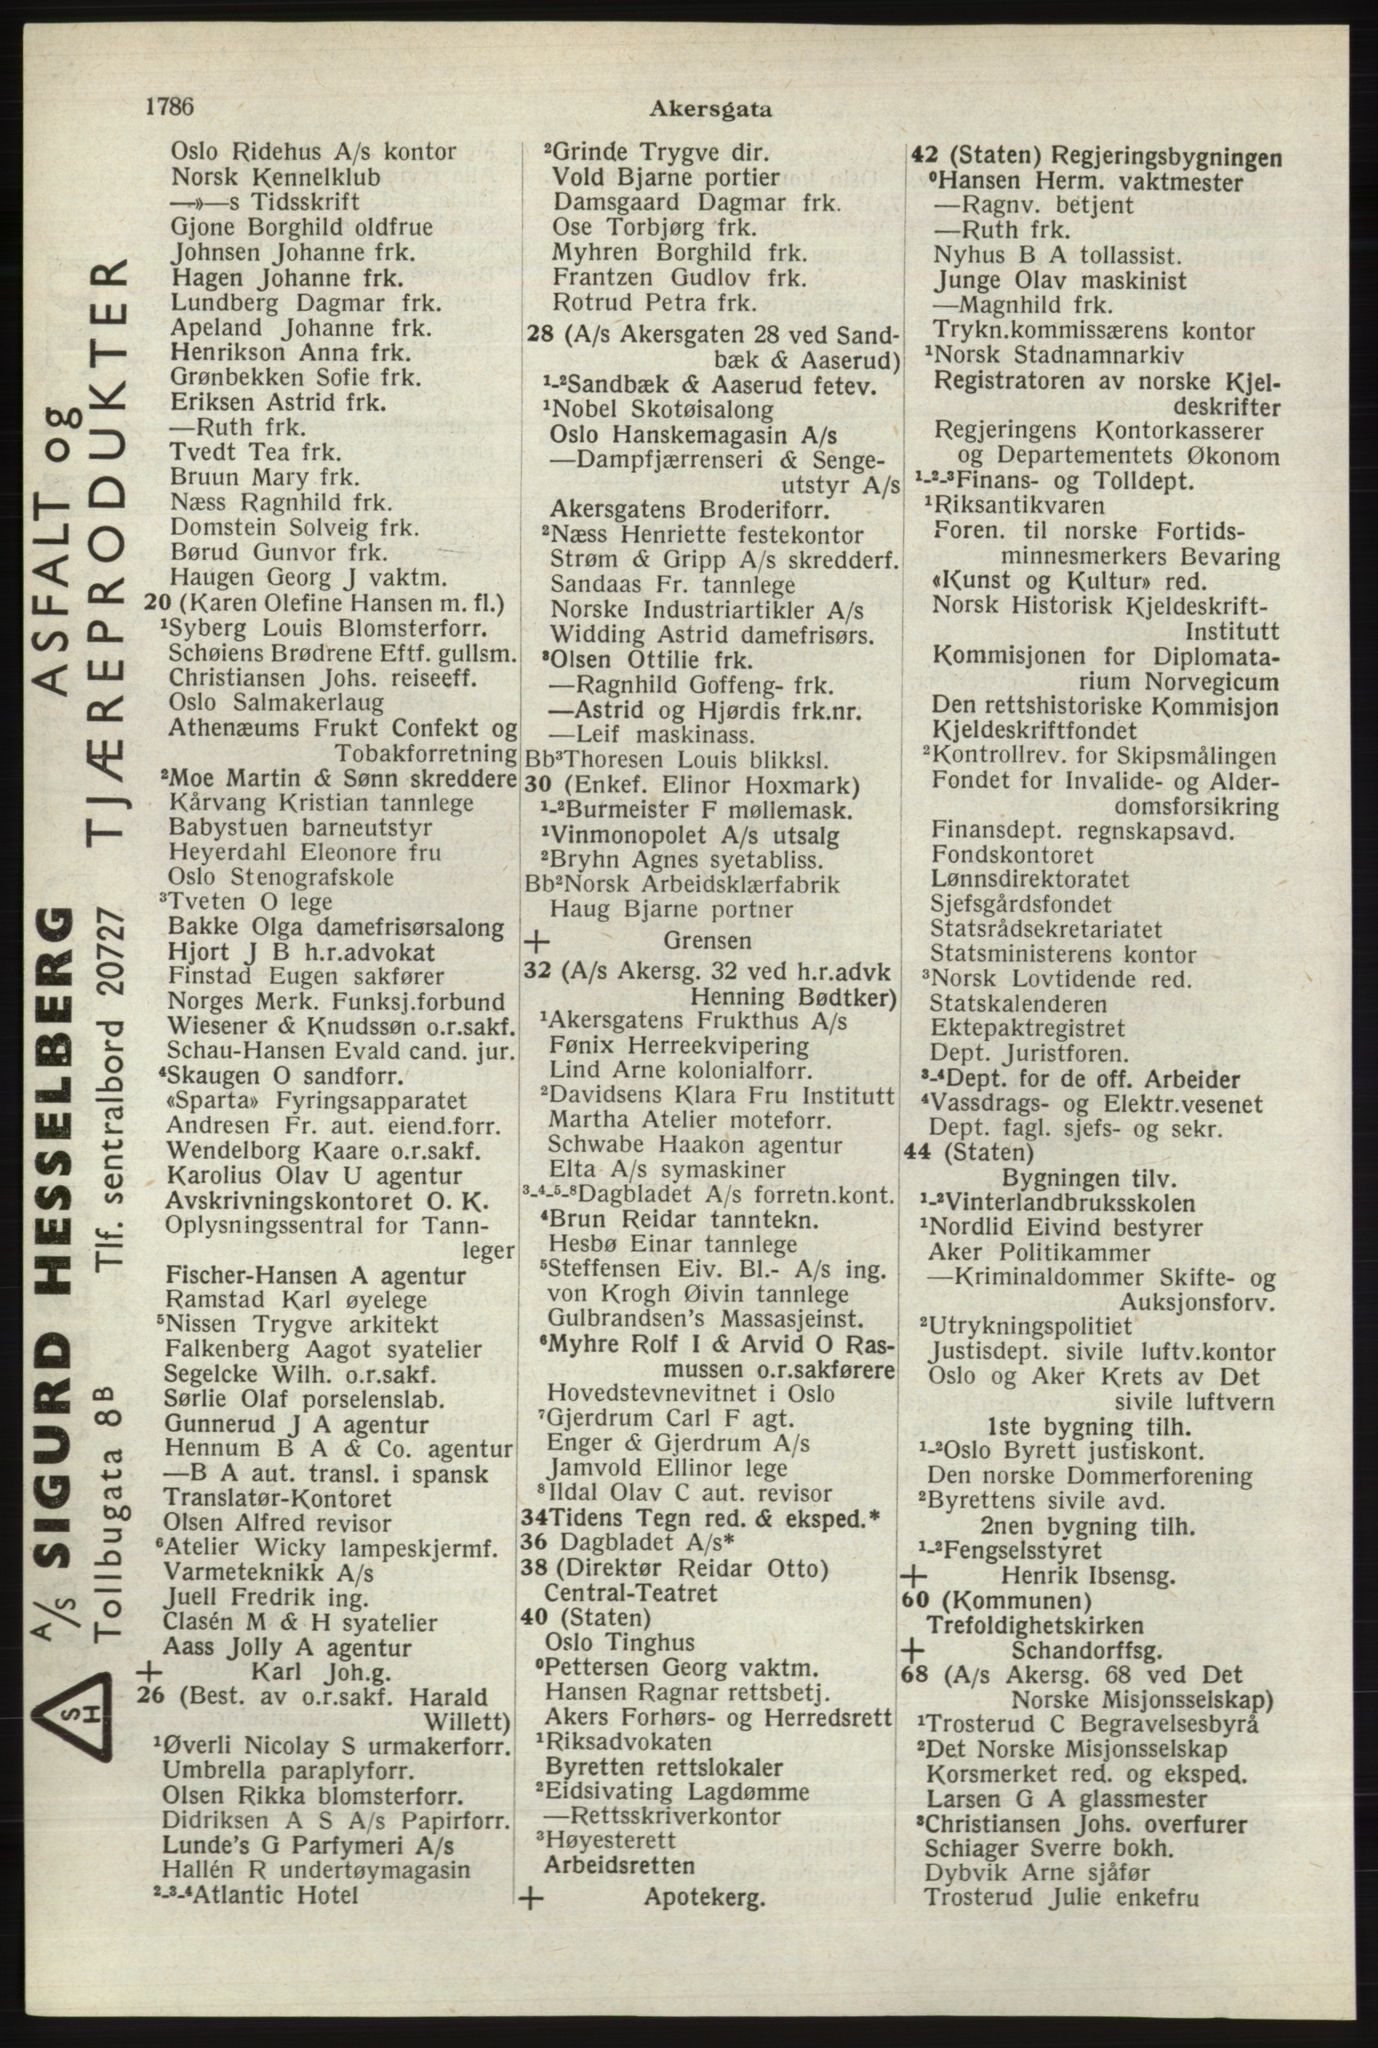 1786
Akersgata
Oslo Ridehus A/s kontor
Norsk Kennelklub
—»—s Tidsskrift
Gjone Borghild oldfrue
Johnsen Johanne frk.
Hagen Johanne frk.
Lundberg Dagmar frk.
Apeland Johanne frk.
Henrikson Anna frk.
Grønbekken Sofie frk.
Eriksen Astrid frk.
—Ruth frk.
Tvedt Tea frk.
Bruun Mary frk.
Næss Ragnhild frk.
Domstein Solveig frk.
Børud Gunvor frk.
Haugen Georg J vaktm.
20 (Karen Olefine Hansen m. fl.)
¹Syberg Louis Blomsterforr.
Schøiens Brødrene Eftf. gullsm.
Christiansen Johs. reiseeff.
Oslo Salmakerlaug
Athenæums Frukt Confekt og
Tobakforretning
²Moe Martin & Sønn skreddere
Kårvang Kristian tannlege
Babystuen barneutstyr
Heyerdahl Eleonore fru
Oslo Stenografskole
³Tveten O lege
Bakke Olga damefrisørsalong
Hjort J B h.r.advokat
Finstad Eugen sakfører
Norges Merk. Funksj.forbund
Wiesener & Knudssøn o.r.sakf.
Schau-Hansen Evald cand. jur.
⁴Skaugen O sandforr.
«Sparta» Fyringsapparatet
Andresen Fr. aut. eiend.forr.
Wendelborg Kaare o.r.sakf.
Karolius Olav U agentur
Avskrivningskontoret O. K.
Oplysningssentral for Tann-
leger
Fischer-Hansen A agentur
Ramstad Karl øyelege
⁵Nissen Trygve arkitekt
Falkenberg Aagot syatelier
Segelcke Wilh. o.r.sakf.
Sørlie Olaf porselenslab.
Gunnerud J A agentur
Hennum B A & Co. agentur
—B A aut. transl. i spansk
Translatør-Kontoret
Olsen Alfred revisor
⁶Atelier Wicky lampeskjermf.
Varmeteknikk A/s
Juell Fredrik ing.
Clasén M & H syatelier
Aass Jolly A agentur
+ Karl Joh.g.
26 (Best. av o.r.sakf. Harald
Willett)
¹Øverli Nicolay S urmakerforr.
Umbrella paraplyforr.
Olsen Rikka blomsterforr.
Didriksen A S A/s Papirforr.
Lunde's G Parfymeri A/s
Hallén R undertøymagasin
²-³-⁴Atlantic Hotel
²Grinde Trygve dir.
Vold Bjarne portier
Damsgaard Dagmar frk.
Ose Torbjørg frk.
Myhren Borghild frk.
Frantzen Gudlov frk.
Rotrud Petra frk.
28 (A/s Akersgaten 28 ved Sand-
bæk & Aaserud)
¹-²Sandbæk & Aaserud fetev.
¹Nobel Skotøisalong
Oslo Hanskemagasin A/s
—Dampfjærrenseri & Senge-
utstyr A/s
Akersgatens Broderiforr.
²Næss Henriette festekontor
Strøm & Gripp A/s skredderf.
Sandaas Fr. tannlege
Norske Industriartikler A/s
Widding Astrid damefrisørs.
³Olsen Ottilie frk.
—Ragnhild Goffeng- frk.
—Astrid og Hjørdis frk.nr.
—Leif maskinass.
Bb³Thoresen Louis blikksl.
30 (Enkef. Elinor Hoxmark)
¹-²Burmeister F møllemask.
¹Vinmonopolet A/s utsalg
²Bryhn Agnes syetabliss.
Bb²Norsk Arbeidsklærfabrik
Haug Bjarne portner
+ Grensen
32 (A/s Akersg. 32 ved h.r.advk
Henning Bødtker)
¹Akersgatens Frukthus A/s
Fønix Herreekvipering
Lind Arne kolonialforr.
²Davidsens Klara Fru Institutt
Martha Atelier moteforr.
Schwabe Haakon agentur
Elta A/s symaskiner
³-⁴-⁵-⁸Dagbladet A/s forretn.kont.
⁴Brun Reidar tanntekn.
Hesbø Einar tannlege
⁵Steffensen Eiv. Bl.- A/s ing.
von Krogh Øivin tannlege
Gulbrandsen's Massasjeinst.
⁶Myhre Rolf I & Arvid O Ras-
mussen o.r.sakførere
Hovedstevnevitnet i Oslo
⁷Gjerdrum Carl F agt.
Enger & Gjerdrum A/s
Jamvold Ellinor lege
⁸Ildal Olav C aut. revisor
34Tidens Tegn red. & eksped.*
36 Dagbladet A/s*
38 (Direktør Reidar Otto)
Central-Teatret
40 (Staten)
Oslo Tinghus
⁰Pettersen Georg vaktm.
Hansen Ragnar rettsbetj.
Akers Forhørs- og Herredsrett
¹Riksadvokaten
Byretten rettslokaler
²Eidsivating Lagdømme
—Rettsskriverkontor
³Høyesterett
Arbeidsretten
+ Apotekerg.
42 (Staten) Regjeringsbygningen
⁰Hansen Herm. vaktmester
—Ragnv. betjent
—Ruth frk.
Nyhus B A tollassist.
Junge Olav maskinist
—Magnhild frk.
Trykn.kommissærens kontor
¹Norsk Stadnamnarkiv
Registratoren av norske Kjel-
deskrifter
Regjeringens Kontorkasserer
og Departementets Økonom
¹-²-³Finans- og Tolldept.
¹Riksantikvaren
Foren. til norske Fortids-
minnesmerkers Bevaring
«Kunst og Kultur» red.
Norsk Historisk Kjeldeskrift-
Institutt
Kommisjonen for Diplomata-
rium Norvegicum
Den rettshistoriske Kommisjon
Kjeldeskriftfondet
²Kontrollrev. for Skipsmålingen
Fondet for Invalide- og Alder-
domsforsikring
Finansdept. regnskapsavd.
Fondskontoret
Lønnsdirektoratet
Sjefsgårdsfondet
Statsrådsekretariatet
Statsministerens kontor
³Norsk Lovtidende red.
Statskalenderen
Ektepaktregistret
Dept. Juristforen.
³-⁴Dept. for de off. Arbeider
⁴Vassdrags- og Elektr.vesenet
Dept. fagl. sjefs- og sekr.
44 (Staten)
Bygningen tilv.
¹-²Vinterlandbruksskolen
¹Nordlid Eivind bestyrer
Aker Politikammer
—Kriminaldommer Skifte- og
Auksjonsforv.
²Utrykningspolitiet
Justisdept. sivile luftv.kontor
Oslo og Aker Krets av Det
sivile luftvern
1ste bygning tilh.
¹-²Oslo Byrett justiskont.
Den norske Dommerforening
²Byrettens sivile avd.
2nen bygning tilh.
¹-²Fengselsstyret
+ Henrik Ibsensg.
60 (Kommunen)
Trefoldighetskirken
+ Schandorffsg.
68 (A/s Akersg. 68 ved Det
Norske Misjonsselskap)
¹Trosterud C Begravelsesbyrå
²Det Norske Misjonsselskap
Korsmerket red. og eksped.
Larsen G A glassmester
³Christiansen Johs. overfurer
Schiager Sverre bokh.
Dybvik Arne sjåfør
Trosterud Julie enkefru
SH
A/s SIGURD HESSELBERG
ASFALT og
Tollbugata 8B Tlf. sentralbord 20727
TJÆREPRODUKTER